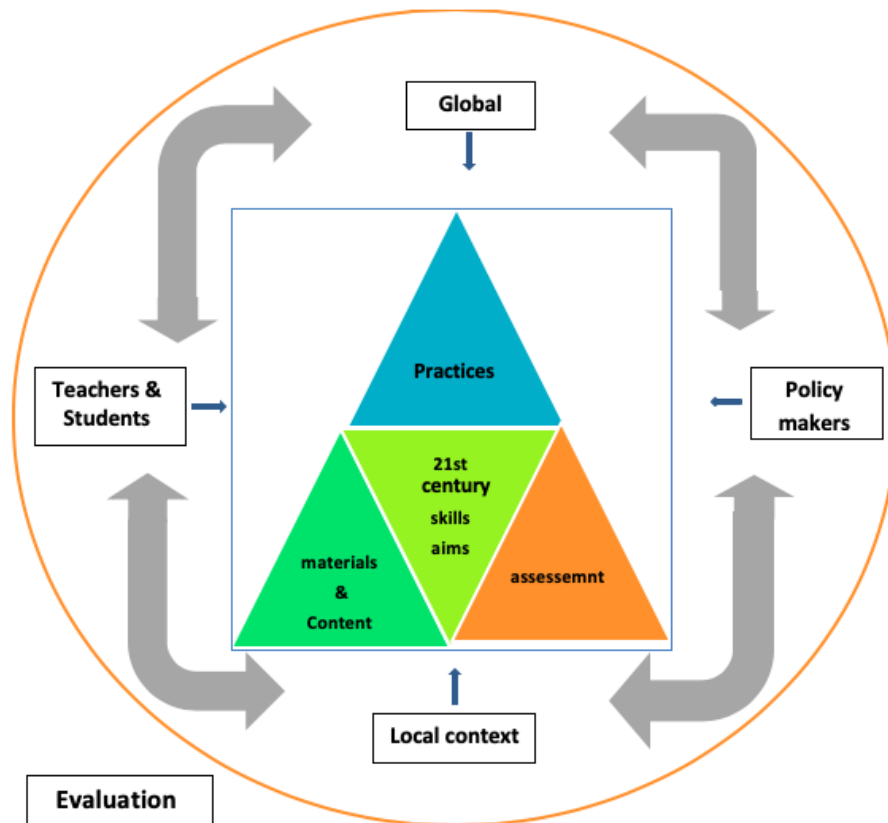 Global
Practices
Teachers &
Students
Policy
makers
21st
century
skills
aims
materials
&
Content
assessemnt
Local context
Evaluation